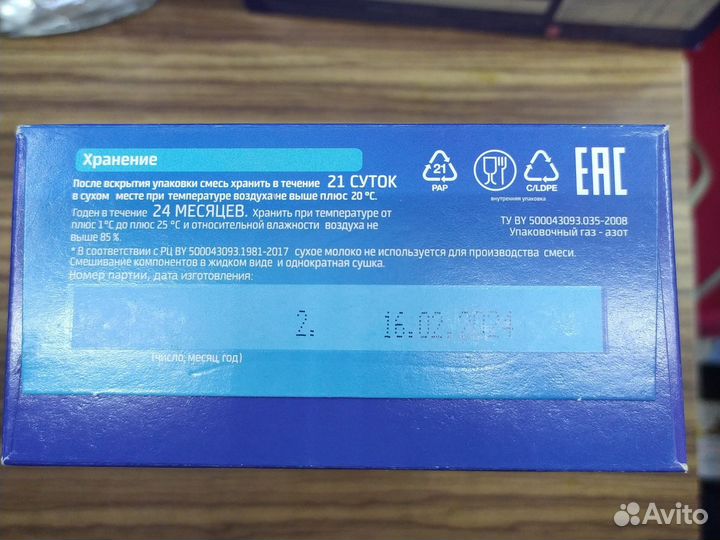 Хранение
После вскрытия упаковки смесь хранить в течение 21 СУТОК
в сухом месте при температуре воздуха не выше плюс 20 °С.
Годен в течение 24 МЕСЯЦЕВ. Хранить при температуре от
плюс 1°С до плюс 25 °С и относительной влажности воздуха не
выше 85 %.
* В соответствии с РЦ BY 500043093.1981-2017 сухое молоко не используется для производства смеси.
Смешивание компонентов в жидком виде и однократная сушка.
Номер партии, дата изготовления:
2. 16.02.2024
(число, месяц, год)
21
PAP
C/LDPE
внутренняя упаковка
EAC
ТУ BY 500043093.035-2008
Упаковочный газ - азот
Avito